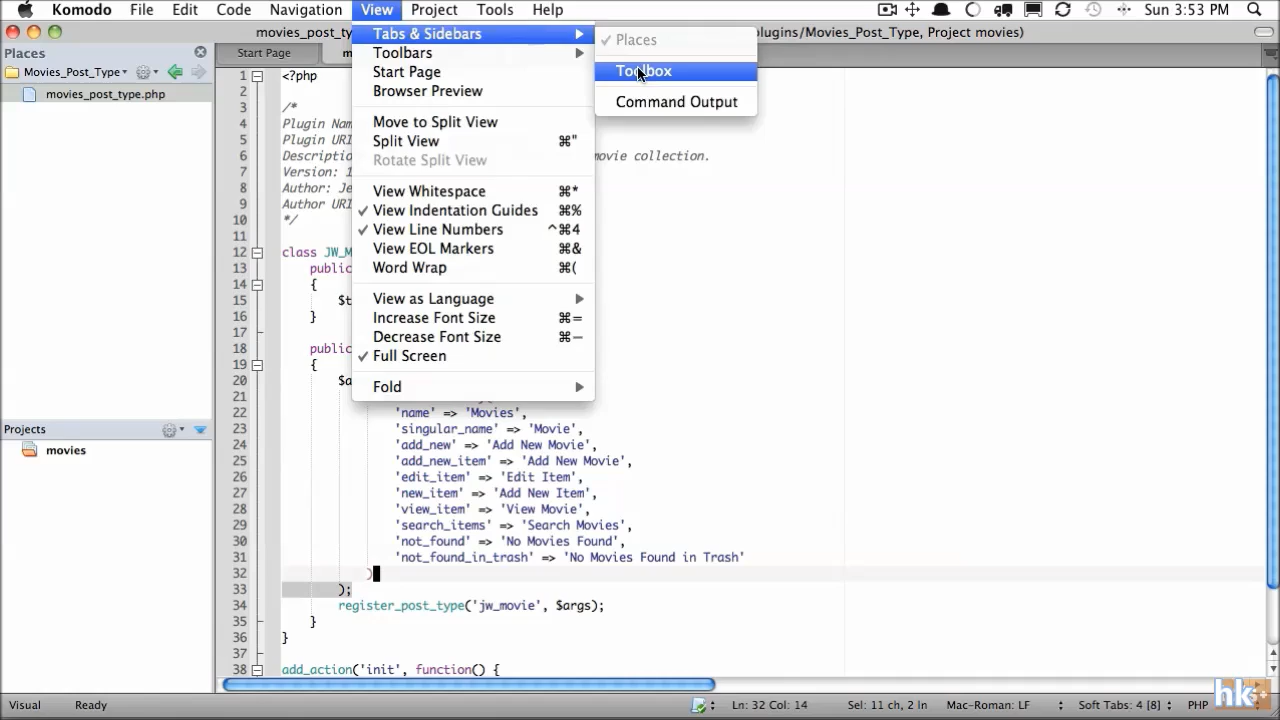 Komodo File Edit Code Navigation View Project Tools Help Sun 3:53 PM
movies_post_ty plugins/Movies_Post_Type, Project movies)
Places
Start Page
Movies_Post_Type
movies_post_type.php
Tabs & Sidebars
Toolbars
Start Page
Browser Preview
Move to Split View
Split View ⌘"
Rotate Split View
View Whitespace ⌘*
✓ View Indentation Guides ⌘%
✓ View Line Numbers ^⌘4
View EOL Markers ⌘&
Word Wrap ⌘(
View as Language
Increase Font Size ⌘=
Decrease Font Size ⌘−
✓ Full Screen
Fold
✓ Places
Toolbox
Command Output
1 <?php
2
3 /*
4 Plugin Nam
5 Plugin URI
6 Descriptio movie collection.
7 Version: 1
8 Author: Je
9 Author URI
10 */
11
12 class JW_M
13 public
14 {
15 $t
16 }
17
18 public
19 {
20 $a
21
22 'name' => 'Movies',
23 'singular_name' => 'Movie',
24 'add_new' => 'Add New Movie',
25 'add_new_item' => 'Add New Movie',
26 'edit_item' => 'Edit Item',
27 'new_item' => 'Add New Item',
28 'view_item' => 'View Movie',
29 'search_items' => 'Search Movies',
30 'not_found' => 'No Movies Found',
31 'not_found_in_trash' => 'No Movies Found in Trash'
32 )
33 );
34 register_post_type('jw_movie', $args);
35 }
36 }
37
38 add_action('init', function() {
Projects
movies
Visual Ready Ln: 32 Col: 14 Sel: 11 ch, 2 ln Mac-Roman: LF Soft Tabs: 4 [8] PHP
hk